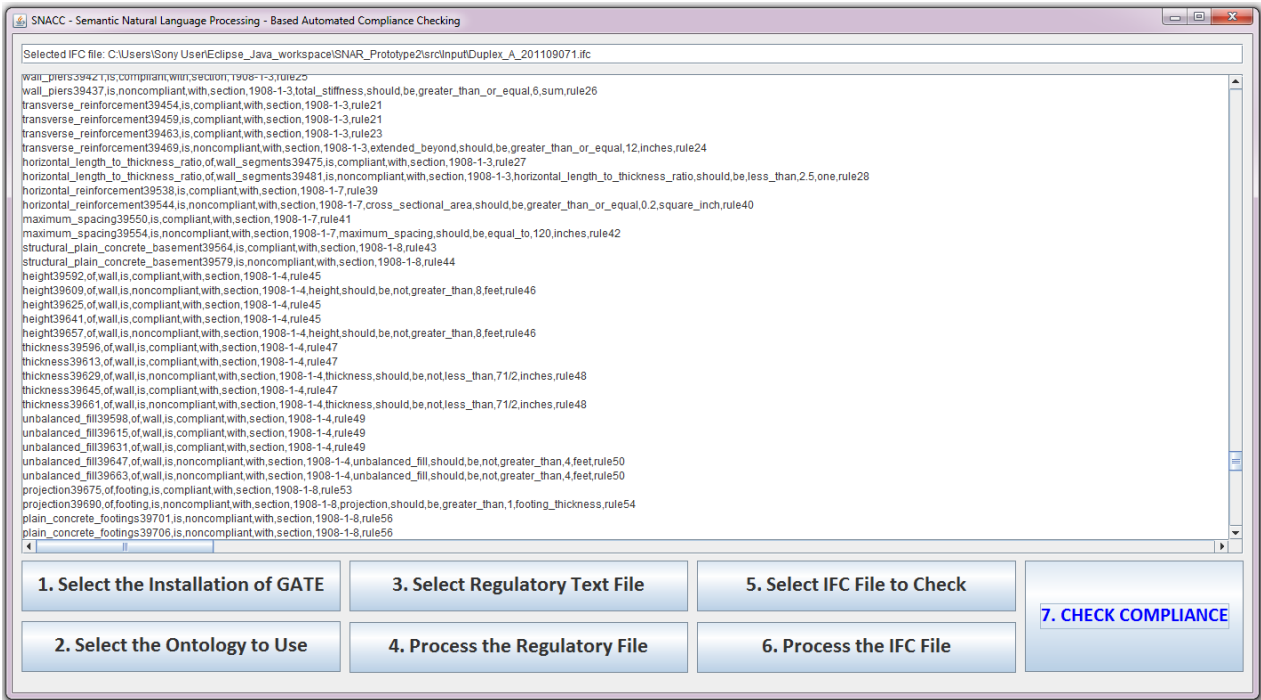 SNACC - Semantic Natural Language Processing - Based Automated Compliance Checking
Selected IFC file: C:\Users\Sony User\Eclipse_Java_workspace\SNAR_Prototype2\src\Input\Duplex_A_201109071.ifc
wall_piers39421,is,compliant,with,section,1908-1-3,rule25
wall_piers39437,is,noncompliant,with,section,1908-1-3,total_stiffness,should,be,greater_than_or_equal,6,sum,rule26
transverse_reinforcement39454,is,compliant,with,section,1908-1-3,rule21
transverse_reinforcement39459,is,compliant,with,section,1908-1-3,rule21
transverse_reinforcement39463,is,compliant,with,section,1908-1-3,rule23
transverse_reinforcement39469,is,noncompliant,with,section,1908-1-3,extended_beyond,should,be,greater_than_or_equal,12,inches,rule24
horizontal_length_to_thickness_ratio,of,wall_segments39475,is,compliant,with,section,1908-1-3,rule27
horizontal_length_to_thickness_ratio,of,wall_segments39481,is,noncompliant,with,section,1908-1-3,horizontal_length_to_thickness_ratio,should,be,less_than,2.5,one,rule28
horizontal_reinforcement39538,is,compliant,with,section,1908-1-7,rule39
horizontal_reinforcement39544,is,noncompliant,with,section,1908-1-7,cross_sectional_area,should,be,greater_than_or_equal,0.2,square_inch,rule40
maximum_spacing39550,is,compliant,with,section,1908-1-7,rule41
maximum_spacing39554,is,noncompliant,with,section,1908-1-7,maximum_spacing,should,be,equal_to,120,inches,rule42
structural_plain_concrete_basement39564,is,compliant,with,section,1908-1-8,rule43
structural_plain_concrete_basement39579,is,noncompliant,with,section,1908-1-8,rule44
height39592,of,wall,is,compliant,with,section,1908-1-4,rule45
height39609,of,wall,is,noncompliant,with,section,1908-1-4,height,should,be,not,greater_than,8,feet,rule46
height39625,of,wall,is,compliant,with,section,1908-1-4,rule45
height39641,of,wall,is,compliant,with,section,1908-1-4,rule45
height39657,of,wall,is,noncompliant,with,section,1908-1-4,height,should,be,not,greater_than,8,feet,rule46
thickness39596,of,wall,is,compliant,with,section,1908-1-4,rule47
thickness39613,of,wall,is,compliant,with,section,1908-1-4,rule47
thickness39629,of,wall,is,noncompliant,with,section,1908-1-4,thickness,should,be,not,less_than,71/2,inches,rule48
thickness39645,of,wall,is,compliant,with,section,1908-1-4,rule47
thickness39661,of,wall,is,noncompliant,with,section,1908-1-4,thickness,should,be,not,less_than,71/2,inches,rule48
unbalanced_fill39598,of,wall,is,compliant,with,section,1908-1-4,rule49
unbalanced_fill39615,of,wall,is,compliant,with,section,1908-1-4,rule49
unbalanced_fill39631,of,wall,is,compliant,with,section,1908-1-4,rule49
unbalanced_fill39647,of,wall,is,noncompliant,with,section,1908-1-4,unbalanced_fill,should,be,not,greater_than,4,feet,rule50
unbalanced_fill39663,of,wall,is,noncompliant,with,section,1908-1-4,unbalanced_fill,should,be,not,greater_than,4,feet,rule50
projection39675,of,footing,is,compliant,with,section,1908-1-8,rule53
projection39690,of,footing,is,noncompliant,with,section,1908-1-8,projection,should,be,greater_than,1,footing_thickness,rule54
plain_concrete_footings39701,is,noncompliant,with,section,1908-1-8,rule56
plain_concrete_footings39706,is,noncompliant,with,section,1908-1-8,rule56
1. Select the Installation of GATE
3. Select Regulatory Text File
5. Select IFC File to Check
7. CHECK COMPLIANCE
2. Select the Ontology to Use
4. Process the Regulatory File
6. Process the IFC File